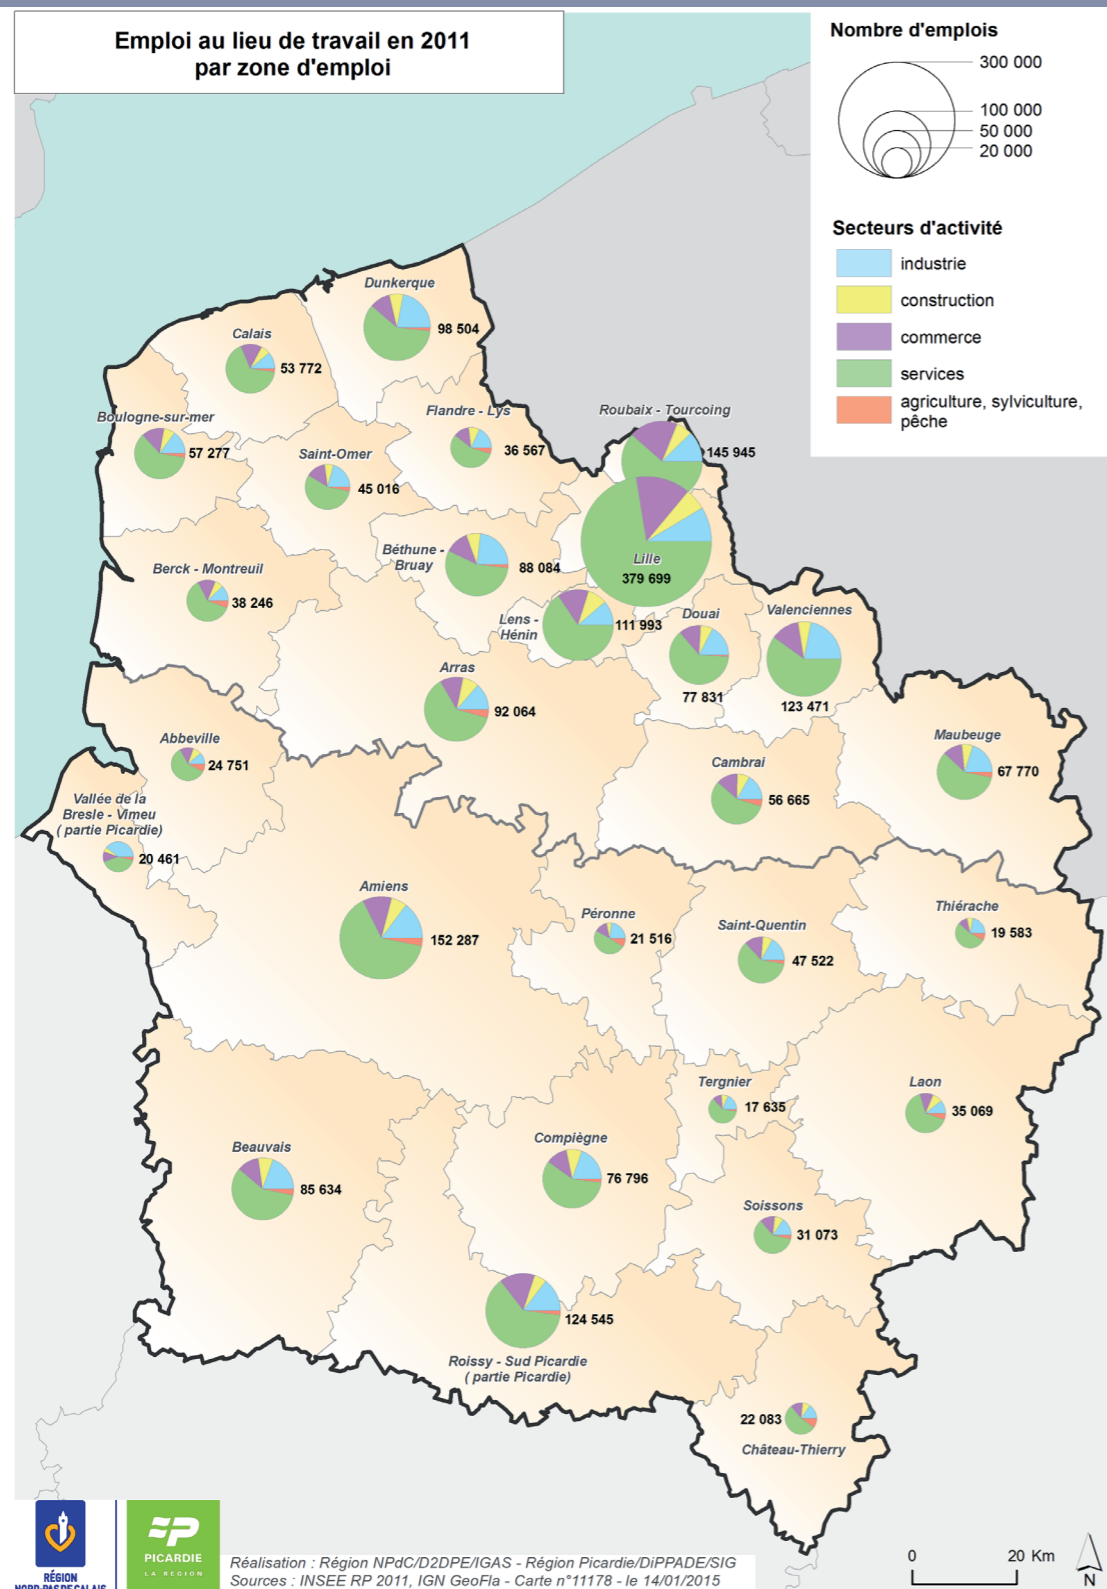 Emploi au lieu de travail en 2011
par zone d'emploi
Nombre d'emplois
300 000
100 000
50 000
20 000
Secteurs d'activité
industrie
construction
commerce
services
agriculture, sylviculture,
pêche
Dunkerque
98 504
Calais
53 772
Boulogne-sur-mer
57 277
Flandre - Lys
36 567
Roubaix - Tourcoing
145 945
Saint-Omer
45 016
Béthune -
Bruay
88 084
Lille
379 699
Berck - Montreuil
38 246
Lens -
Hénin
111 993
Douai
77 831
Valenciennes
123 471
Arras
92 064
Abbeville
24 751
Cambrai
56 665
Maubeuge
67 770
Vallée de la
Bresle - Vimeu
( partie Picardie)
20 461
Amiens
152 287
Péronne
21 516
Saint-Quentin
47 522
Thiérache
19 583
Tergnier
17 635
Laon
35 069
Beauvais
85 634
Compiègne
76 796
Soissons
31 073
124 545
Roissy - Sud Picardie
( partie Picardie)
22 083
Château-Thierry
RÉGION
NORD-PAS DE CALAIS
PICARDIE
LA RÉGION
Réalisation : Région NPdC/D2DPE/IGAS - Région Picardie/DiPPADE/SIG
Sources : INSEE RP 2011, IGN GeoFla - Carte n°11178 - le 14/01/2015
0 20 Km
N